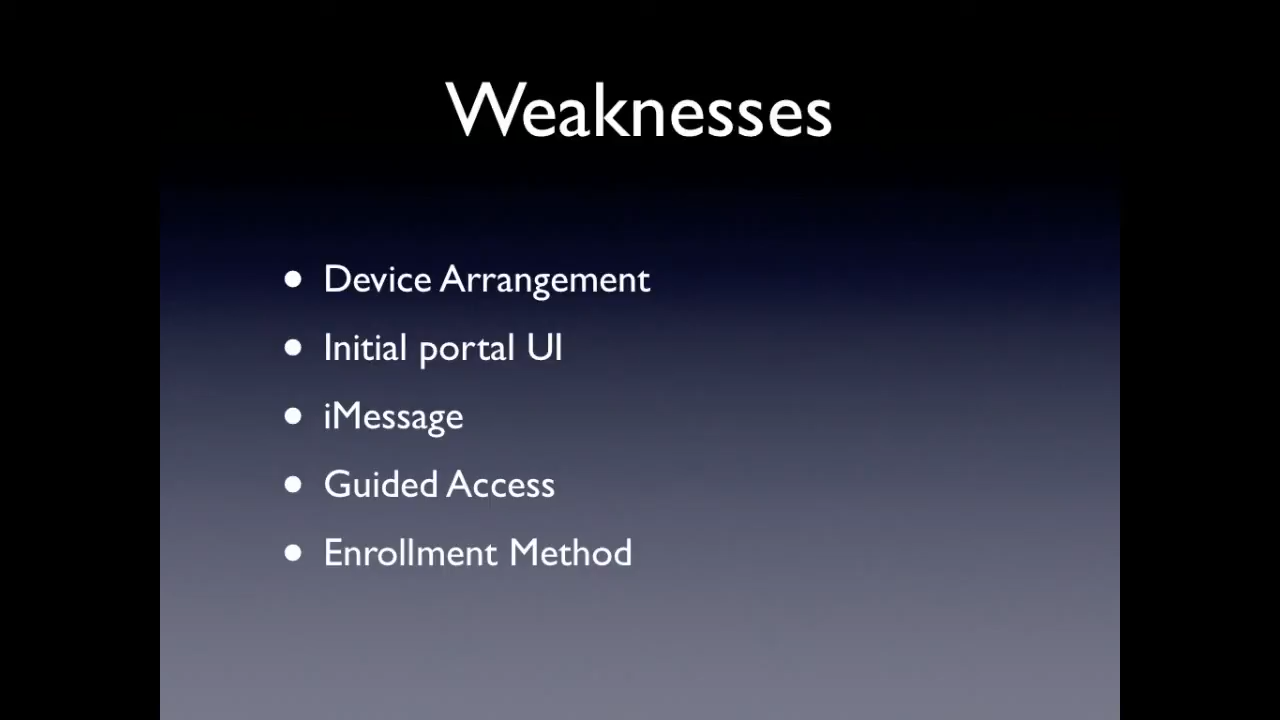 Weaknesses
• Device Arrangement
• Initial portal UI
• iMessage
• Guided Access
• Enrollment Method